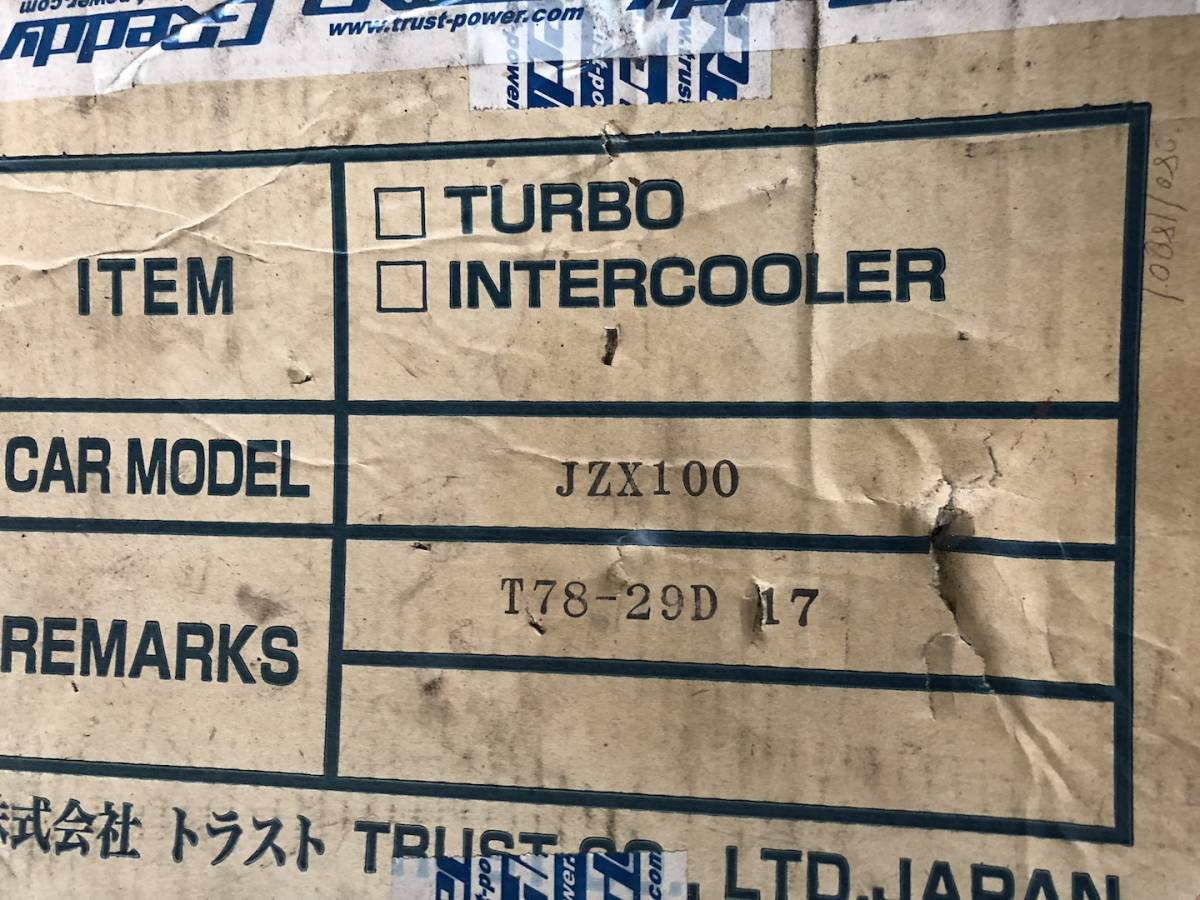 GReddy
www.trust-power.com
ITEM
□ TURBO
□ INTERCOOLER
CAR MODEL
JZX100
REMARKS
T78-29D 17
式会社 トラスト TRUST CO., LTD. JAPAN